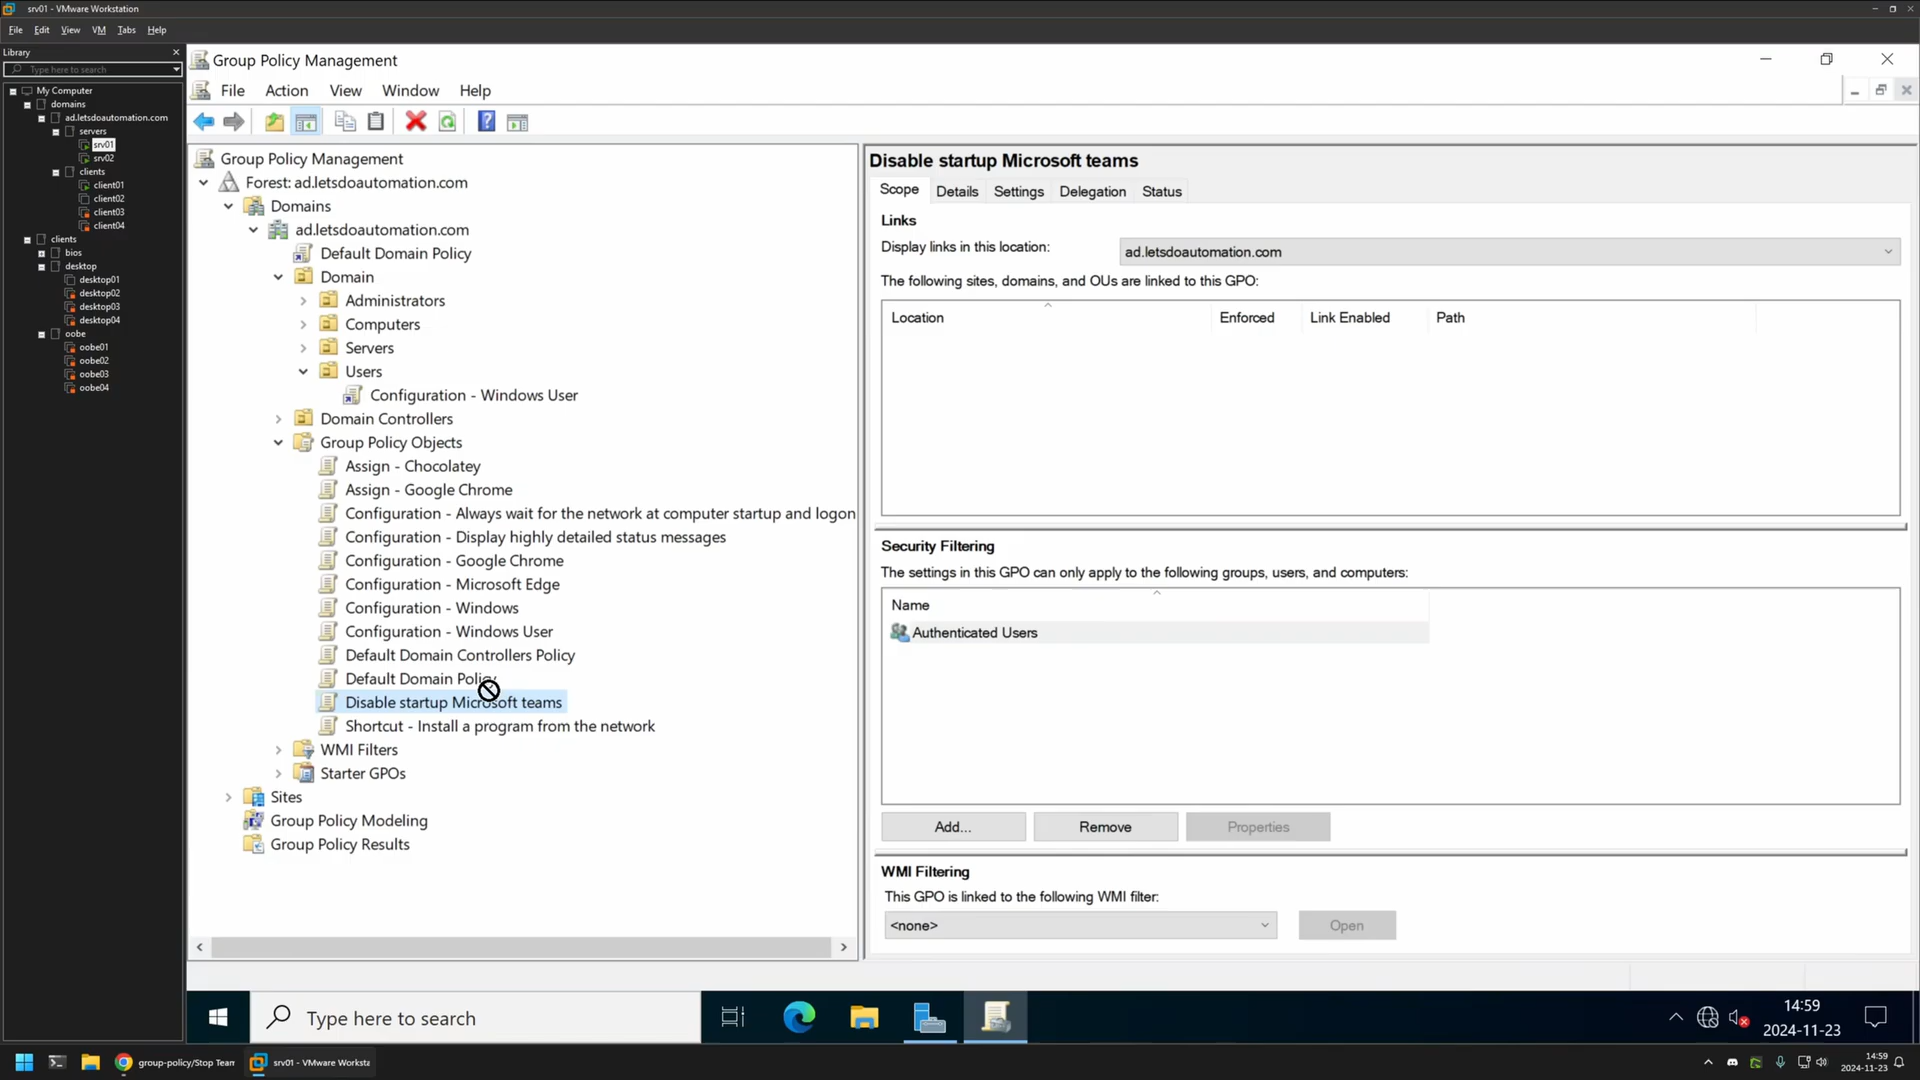 srv01 - VMware Workstation
File Edit View VM Tabs Help
Library
Type here to search
My Computer
domains
ad.letsdoautomation.com
servers
srv01
srv02
clients
client01
client02
client03
client04
clients
bios
desktop
desktop01
desktop02
desktop03
desktop04
oobe
oobe01
oobe02
oobe03
oobe04
Group Policy Management
File Action View Window Help
Group Policy Management
Forest: ad.letsdoautomation.com
Domains
ad.letsdoautomation.com
Default Domain Policy
Domain
Administrators
Computers
Servers
Users
Configuration - Windows User
Domain Controllers
Group Policy Objects
Assign - Chocolatey
Assign - Google Chrome
Configuration - Always wait for the network at computer startup and logon
Configuration - Display highly detailed status messages
Configuration - Google Chrome
Configuration - Microsoft Edge
Configuration - Windows
Configuration - Windows User
Default Domain Controllers Policy
Default Domain Policy
Disable startup Microsoft teams
Shortcut - Install a program from the network
WMI Filters
Starter GPOs
Sites
Group Policy Modeling
Group Policy Results
Disable startup Microsoft teams
Scope Details Settings Delegation Status
Links
Display links in this location: ad.letsdoautomation.com
The following sites, domains, and OUs are linked to this GPO:
Location Enforced Link Enabled Path
Security Filtering
The settings in this GPO can only apply to the following groups, users, and computers:
Name
Authenticated Users
Add... Remove Properties
WMI Filtering
This GPO is linked to the following WMI filter:
<none> Open
Type here to search
14:59
2024-11-23
group-policy/Stop Team
srv01 - VMware Worksta
14:59
2024-11-23